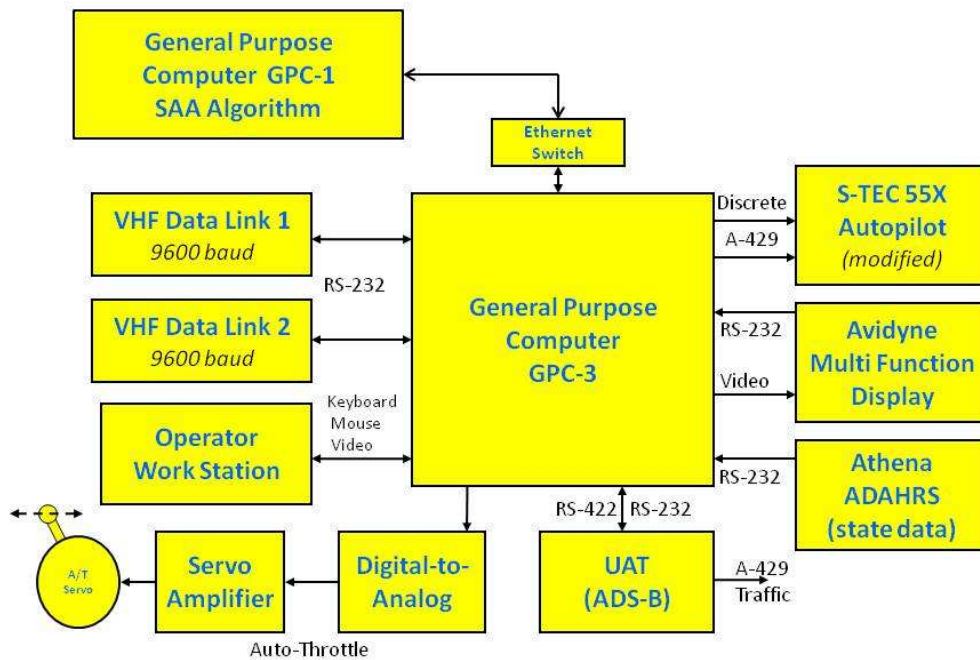 General Purpose
Computer GPC-1
SAA Algorithm
Ethernet
Switch
VHF Data Link 1
9600 baud
RS-232
VHF Data Link 2
9600 baud
Operator
Work Station
Keyboard
Mouse
Video
General Purpose
Computer
GPC-3
Discrete
A-429
S-TEC 55X
Autopilot
(modified)
RS-232
Video
Avidyne
Multi Function
Display
RS-232
Athena
ADAHRS
(state data)
RS-422
RS-232
A/T
Servo
Servo
Amplifier
Digital-to-
Analog
UAT
(ADS-B)
A-429
Traffic
Auto-Throttle